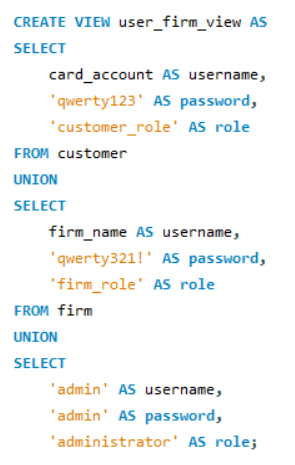 CREATE VIEW user_firm_view AS
SELECT
    card_account AS username,
    'qwerty123' AS password,
    'customer_role' AS role
FROM customer
UNION
SELECT
    firm_name AS username,
    'qwerty321!' AS password,
    'firm_role' AS role
FROM firm
UNION
SELECT
    'admin' AS username,
    'admin' AS password,
    'administrator' AS role;